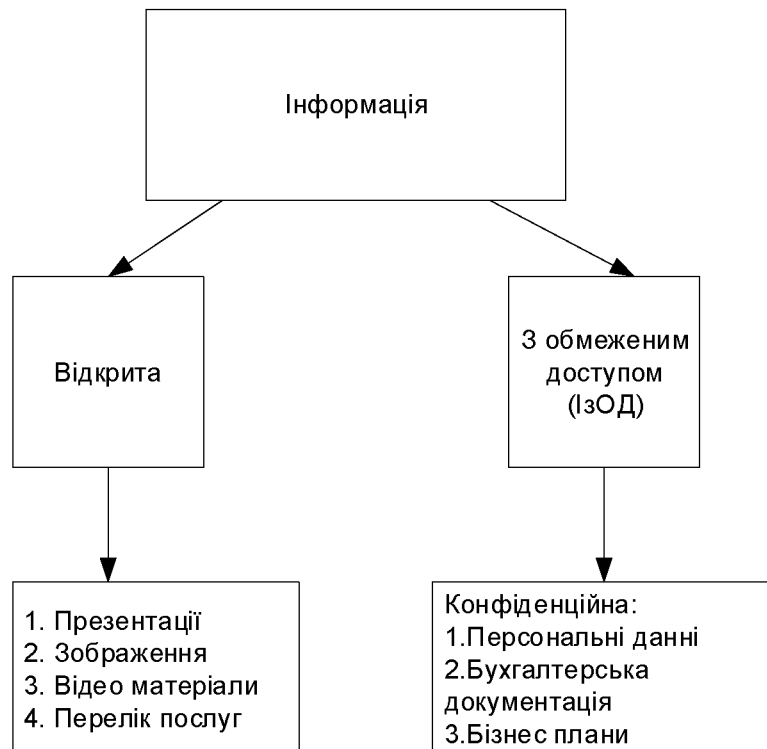 Інформація
Відкрита
З обмеженим
доступом
(ІзОД)
1. Презентації
2. Зображення
3. Відео матеріали
4. Перелік послуг
Конфіденційна:
1.Персональні данні
2.Бухгалтерська
документація
3.Бізнес плани